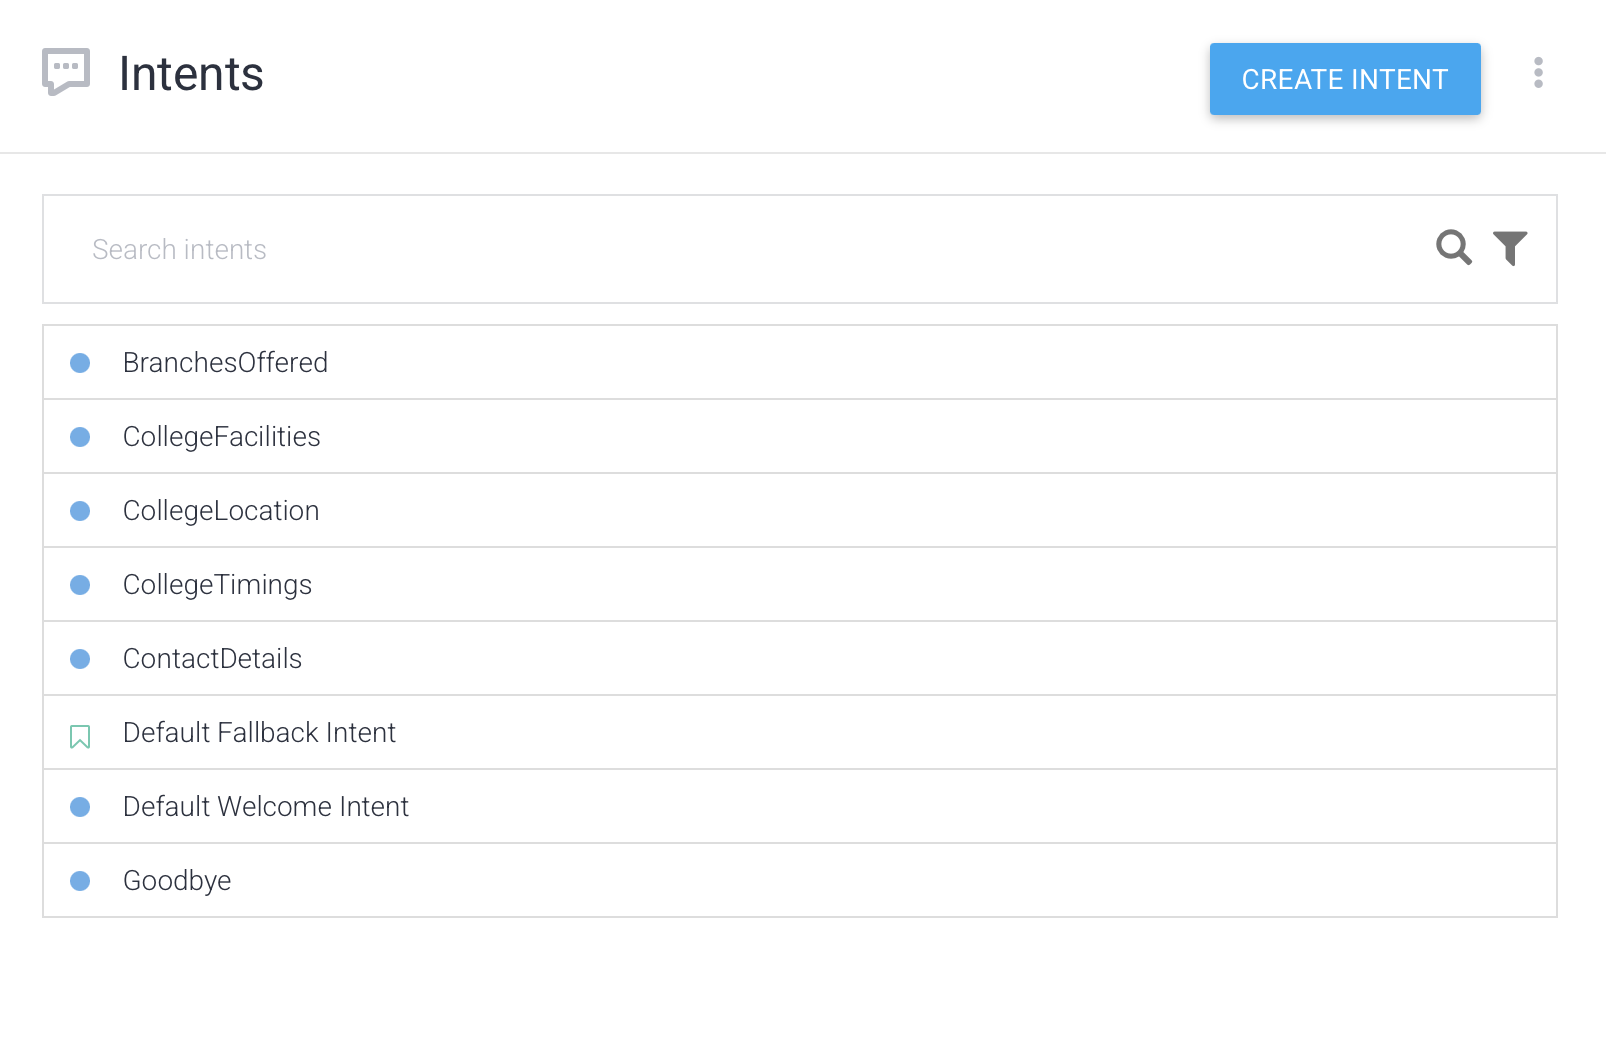 Intents
CREATE INTENT
Search intents
BranchesOffered
CollegeFacilities
CollegeLocation
CollegeTimings
ContactDetails
Default Fallback Intent
Default Welcome Intent
Goodbye